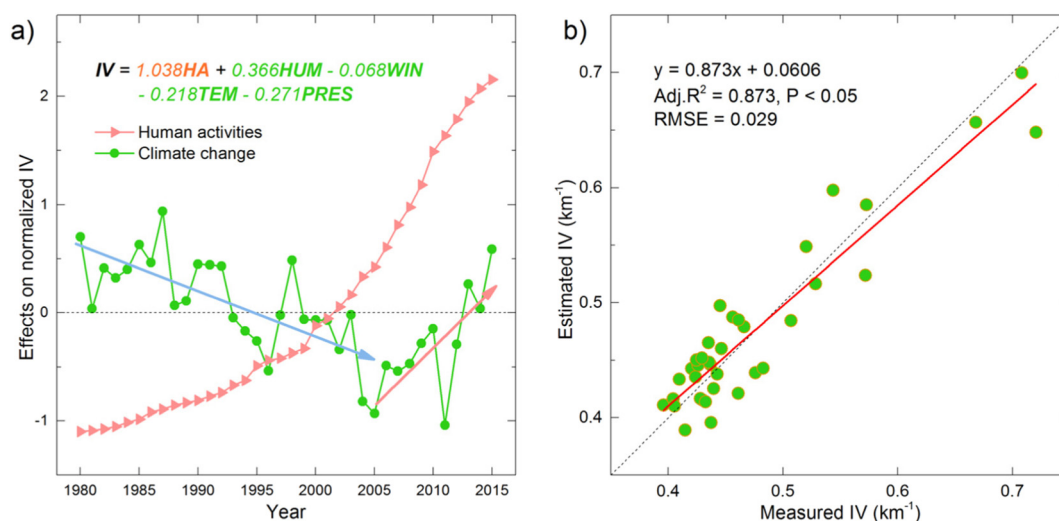 a)
IV = 1.038HA + 0.366HUM - 0.068WIN
- 0.218TEM - 0.271PRES
Human activities
Climate change
Effects on normalized IV
2
1
0
-1
1980 1985 1990 1995 2000 2005 2010 2015
Year
b)
y = 0.873x + 0.0606
Adj.R² = 0.873, P < 0.05
RMSE = 0.029
Estimated IV (km⁻¹)
0.7
0.6
0.5
0.4
0.4 0.5 0.6 0.7
Measured IV (km⁻¹)